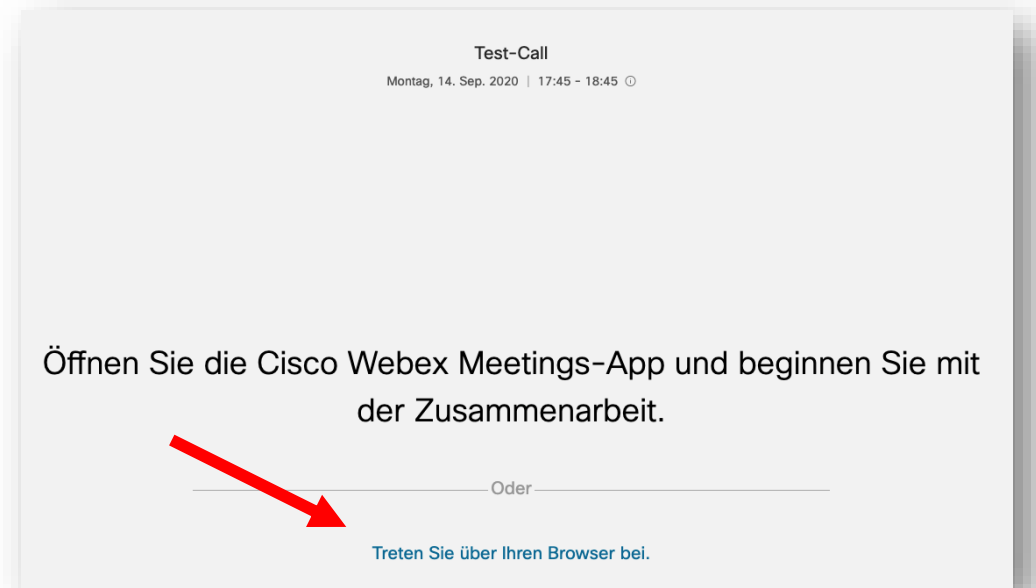 Test-Call
Montag, 14. Sep. 2020 | 17:45 - 18:45
Öffnen Sie die Cisco Webex Meetings-App und beginnen Sie mit
der Zusammenarbeit.
Oder
Treten Sie über Ihren Browser bei.